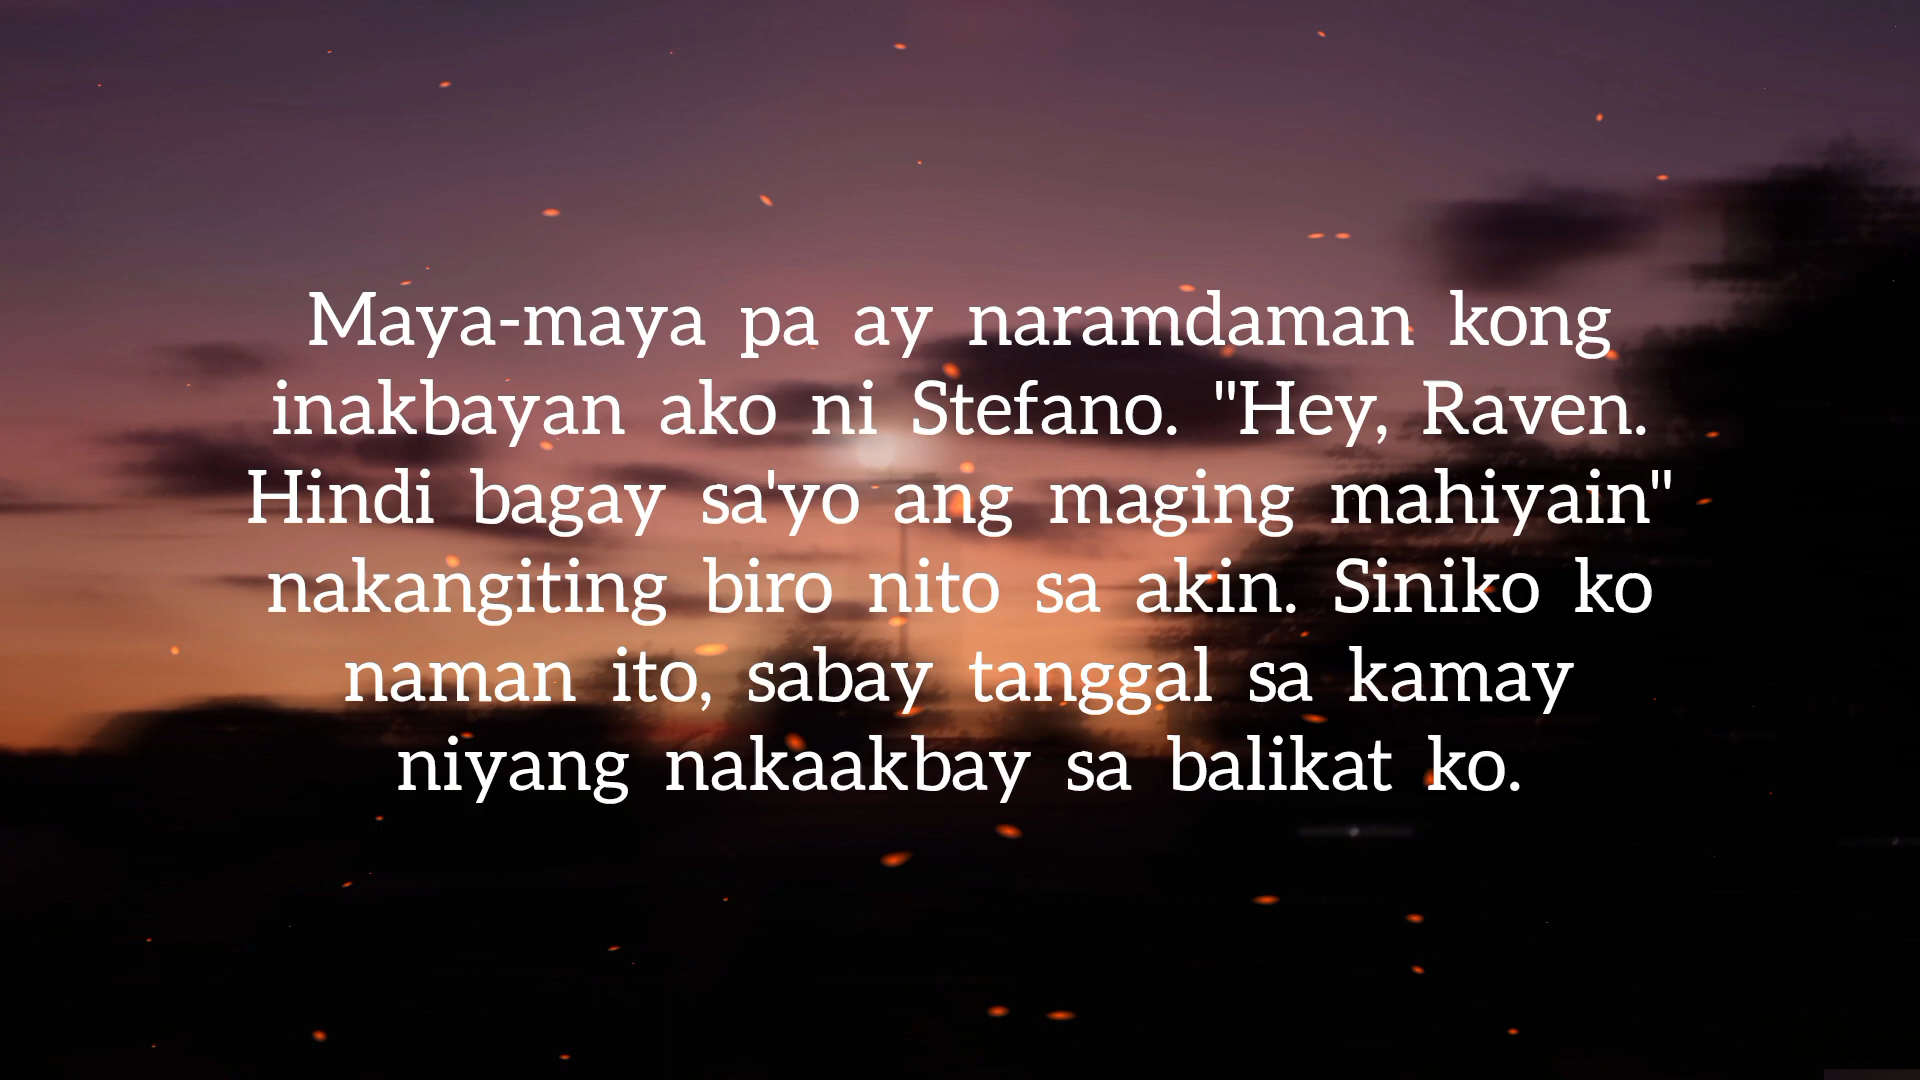 Maya-maya pa ay naramdaman kong
inakbayan ako ni Stefano. "Hey, Raven.
Hindi bagay sa'yo ang maging mahiyain"
nakangiting biro nito sa akin. Siniko ko
naman ito, sabay tanggal sa kamay
niyang nakaakbay sa balikat ko.